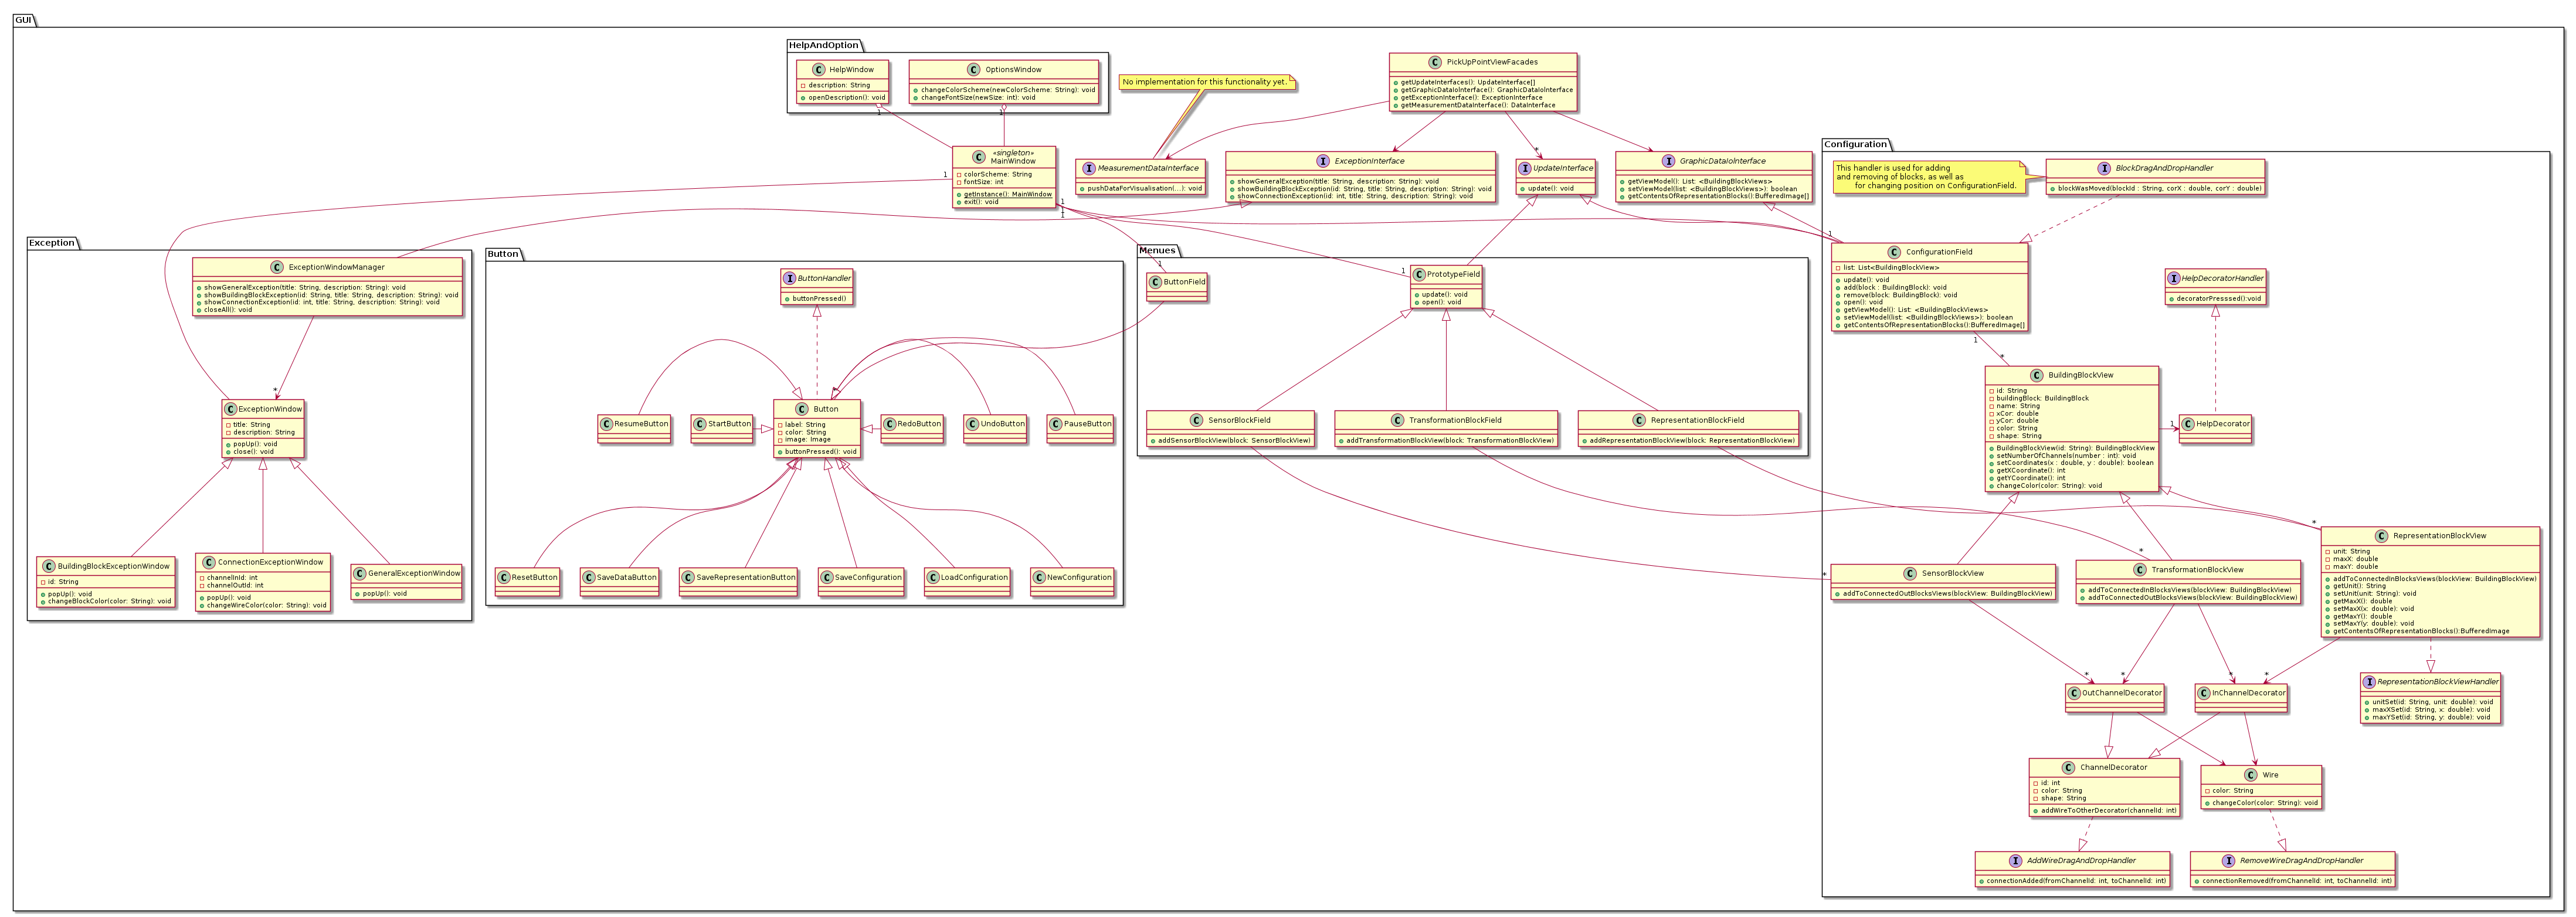 GUI
HelpAndOption
HelpWindow
description: String
openDescription(): void
1
OptionsWindow
changeColorScheme(newColorScheme: String): void
changeFontSize(newSize: int): void
1
No implementation for this functionality yet.
PickUpPointViewFacades
getUpdateInterfaces(): UpdateInterface[]
getGraphicDataIoInterface(): GraphicDataIoInterface
getExceptionInterface(): ExceptionInterface
getMeasurementDataInterface(): DataInterface
«singleton»
MainWindow
colorScheme: String
fontSize: int
getInstance(): MainWindow
exit(): void
1
1
1
1
MeasurementDataInterface
pushDataForVisualisation(...): void
ExceptionInterface
showGeneralException(title: String, description: String): void
showBuildingBlockException(id: String, title: String, description: String): void
showConnectionException(id: int, title: String, description: String): void
*
UpdateInterface
update(): void
GraphicDataIoInterface
getViewModel(): List: <BuildingBlockViews>
setViewModel(list: <BuildingBlockViews>): boolean
getContentsOfRepresentationBlocks():BufferedImage[]
Configuration
This handler is used for adding
and removing of blocks, as well as
for changing position on ConfigurationField.
BlockDragAndDropHandler
blockWasMoved(blockId : String, corX : double, corY : double)
Exception
ExceptionWindowManager
showGeneralException(title: String, description: String): void
showBuildingBlockException(id: String, title: String, description: String): void
showConnectionException(id: int, title: String, description: String): void
closeAll(): void
*
ExceptionWindow
title: String
description: String
popUp(): void
close(): void
BuildingBlockExceptionWindow
id: String
popUp(): void
changeBlockColor(color: String): void
ConnectionExceptionWindow
channelInId: int
channelOutId: int
popUp(): void
changeWireColor(color: String): void
GeneralExceptionWindow
popUp(): void
Button
ButtonHandler
buttonPressed()
*
ResumeButton
StartButton
Button
label: String
color: String
image: Image
buttonPressed(): void
RedoButton
UndoButton
PauseButton
ResetButton
SaveDataButton
SaveRepresentationButton
SaveConfiguration
LoadConfiguration
NewConfiguration
Menues
1
ButtonField
1
PrototypeField
update(): void
open(): void
SensorBlockField
addSensorBlockView(block: SensorBlockView)
TransformationBlockField
addTransformationBlockView(block: TransformationBlockView)
RepresentationBlockField
addRepresentationBlockView(block: RepresentationBlockView)
1
ConfigurationField
list: List<BuildingBlockView>
update(): void
add(block : BuildingBlock): void
remove(block: BuildingBlock): void
open(): void
getViewModel(): List: <BuildingBlockViews>
setViewModel(list: <BuildingBlockViews>): boolean
getContentsOfRepresentationBlocks():BufferedImage[]
1
*
HelpDecoratorHandler
decoratorPresssed():void
BuildingBlockView
id: String
buildingBlock: BuildingBlock
name: String
xCor: double
yCor: double
color: String
shape: String
BuildingBlockView(id: String): BuildingBlockView
setNumberOfChannels(number : int): void
setCoordinates(x : double, y : double): boolean
getXCoordinate(): int
getYCoordinate(): int
changeColor(color: String): void
1
HelpDecorator
*
RepresentationBlockView
unit: String
maxX: double
maxY: double
addToConnectedInBlocksViews(blockView: BuildingBlockView)
getUnit(): String
setUnit(unit: String): void
getMaxX(): double
setMaxX(x: double): void
getMaxY(): double
setMaxY(y: double): void
getContentsOfRepresentationBlocks():BufferedImage
*
SensorBlockView
addToConnectedOutBlocksViews(blockView: BuildingBlockView)
*
TransformationBlockView
addToConnectedInBlocksViews(blockView: BuildingBlockView)
addToConnectedOutBlocksViews(blockView: BuildingBlockView)
*
*
*
*
OutChannelDecorator
InChannelDecorator
RepresentationBlockViewHandler
unitSet(id: String, unit: double): void
maxXSet(id: String, x: double): void
maxYSet(id: String, y: double): void
ChannelDecorator
id: int
color: String
shape: String
addWireToOtherDecorator(channelId: int)
Wire
color: String
changeColor(color: String): void
AddWireDragAndDropHandler
connectionAdded(fromChannelId: int, toChannelId: int)
RemoveWireDragAndDropHandler
connectionRemoved(fromChannelId: int, toChannelId: int)